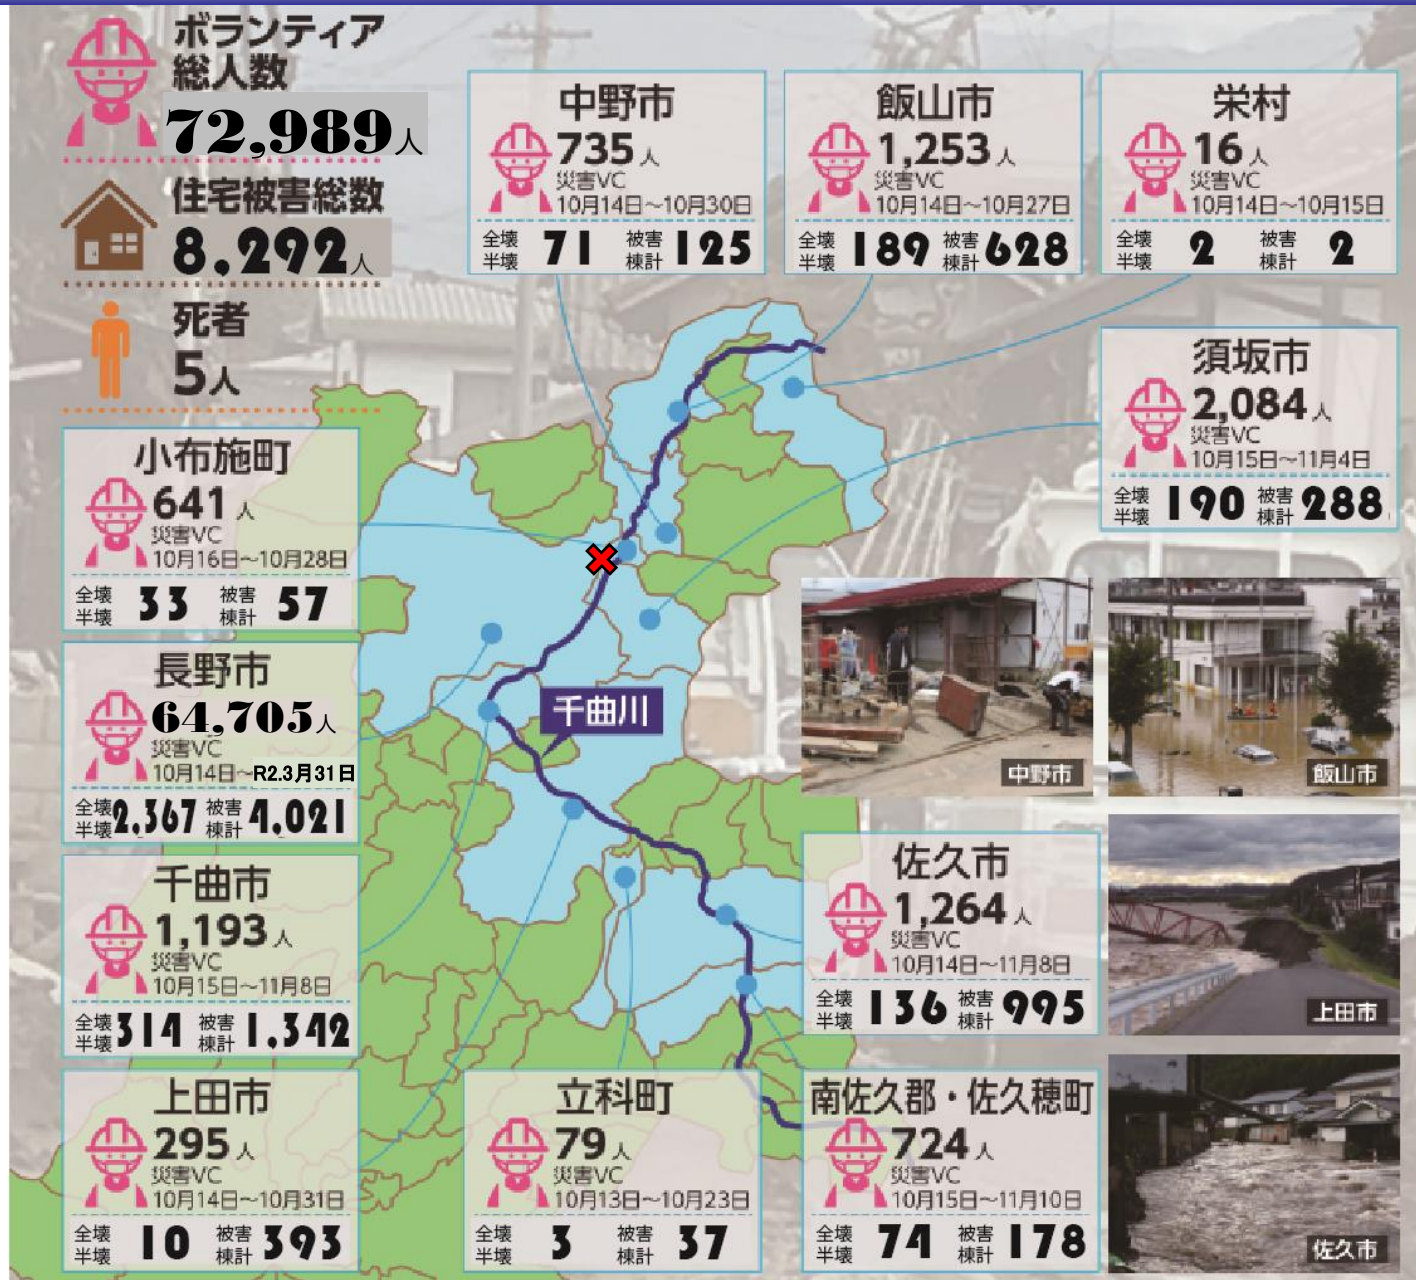 ボランティア
総人数
72,989人
住宅被害総数
8,292人
死者
5人
中野市
735人
災害VC
10月14日～10月30日
全壊
半壊 71 被害
棟計 125
飯山市
1,253人
災害VC
10月14日～10月27日
全壊
半壊 189 被害
棟計 628
栄村
16人
災害VC
10月14日～10月15日
全壊
半壊 2 被害
棟計 2
須坂市
2,084人
災害VC
10月15日～11月4日
全壊
半壊 190 被害
棟計 288
小布施町
641人
災害VC
10月16日～10月28日
全壊
半壊 33 被害
棟計 57
長野市
64,705人
災害VC
10月14日～R2.3月31日
全壊
半壊 2,367 被害
棟計 4,021
千曲川
中野市
飯山市
千曲市
1,193人
災害VC
10月15日～11月8日
全壊
半壊 314 被害
棟計 1,342
佐久市
1,264人
災害VC
10月14日～11月8日
全壊
半壊 136 被害
棟計 995
上田市
上田市
295人
災害VC
10月14日～10月31日
全壊
半壊 10 被害
棟計 393
立科町
79人
災害VC
10月13日～10月23日
全壊
半壊 3 被害
棟計 37
南佐久郡・佐久穂町
724人
災害VC
10月15日～11月10日
全壊
半壊 74 被害
棟計 178
佐久市